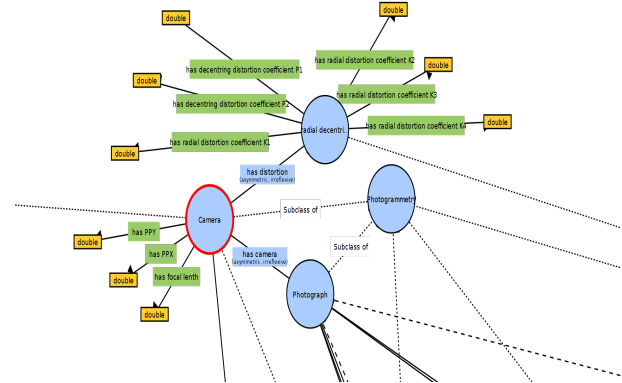 double
double
has radial distortion coefficient K2
has decentring distortion coefficient P1
double
double
has radial distortion coefficient K3
has decentring distortion coefficient P2
has radial distortion coefficient K4
double
radial decentri...
has radial distortion coefficient K1
double
has distortion
(asymmetric, irreflexive)
Photogrammetry
Subclass of
Camera
has PPY
double
Subclass of
has PPX
has camera
(asymmetric, irreflexive)
has focal lenth
double
Photograph
double